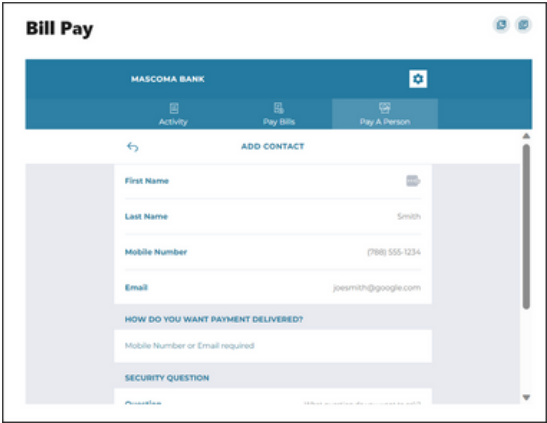 Bill Pay
MASCOMA BANK
Activity Pay Bills Pay A Person
ADD CONTACT
First Name
Last Name Smith
Mobile Number (788) 555-1234
Email joesmith@google.com
HOW DO YOU WANT PAYMENT DELIVERED?
Mobile Number or Email required
SECURITY QUESTION
Question